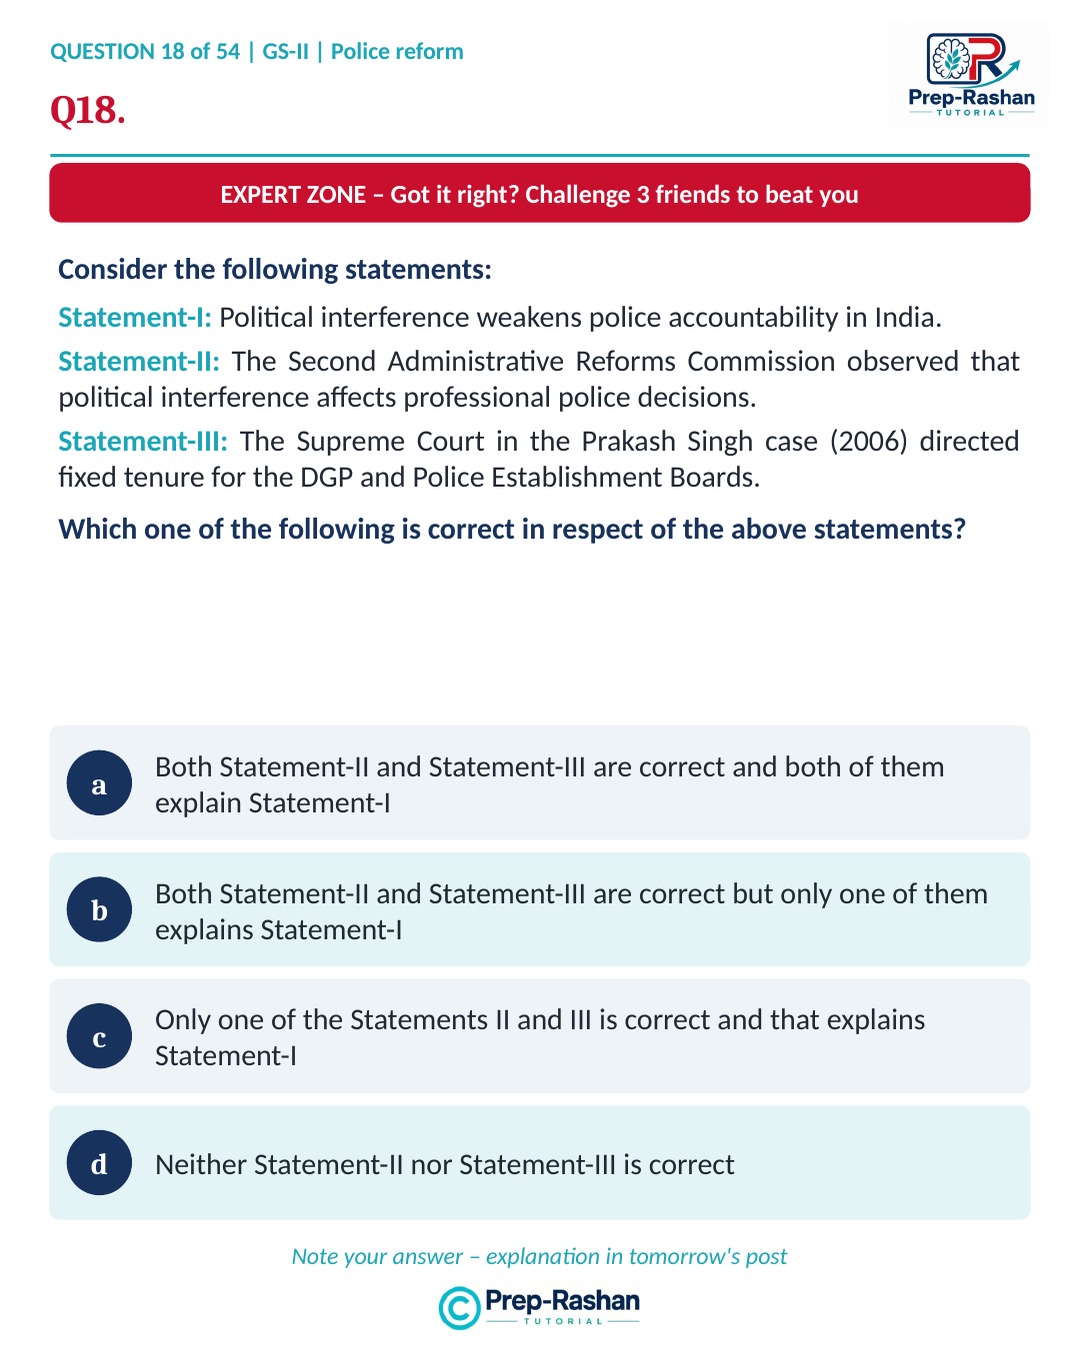 QUESTION 18 of 54 | GS-II | Police reform
Prep-Rashan
TUTORIAL
Q18.
EXPERT ZONE – Got it right? Challenge 3 friends to beat you
Consider the following statements:
Statement-I: Political interference weakens police accountability in India.
Statement-II: The Second Administrative Reforms Commission observed that
political interference affects professional police decisions.
Statement-III: The Supreme Court in the Prakash Singh case (2006) directed
fixed tenure for the DGP and Police Establishment Boards.
Which one of the following is correct in respect of the above statements?
a
Both Statement-II and Statement-III are correct and both of them
explain Statement-I
b
Both Statement-II and Statement-III are correct but only one of them
explains Statement-I
c
Only one of the Statements II and III is correct and that explains
Statement-I
d
Neither Statement-II nor Statement-III is correct
Note your answer – explanation in tomorrow's post
© Prep-Rashan
TUTORIAL